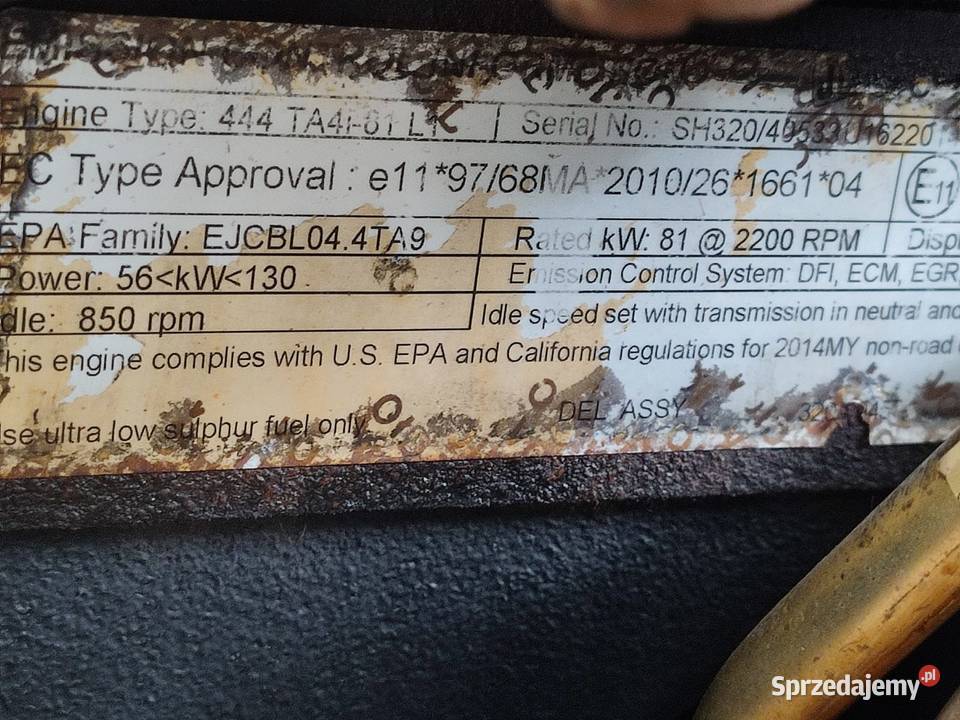 Engine Type: 444 TA4i-81 L1 Serial No.: SH320/40533U16220
EC Type Approval : e11*97/68MA*2010/26*1661*04 E11
EPA Family: EJCBL04.4TA9 Rated kW: 81 @ 2200 RPM Displ
Power: 56<kW<130 Emission Control System: DFI, ECM, EGR
Idle: 850 rpm Idle speed set with transmission in neutral and
This engine complies with U.S. EPA and California regulations for 2014MY non-road
Use ultra low sulphur fuel only DEL ASSY
Sprzedajemy.pl